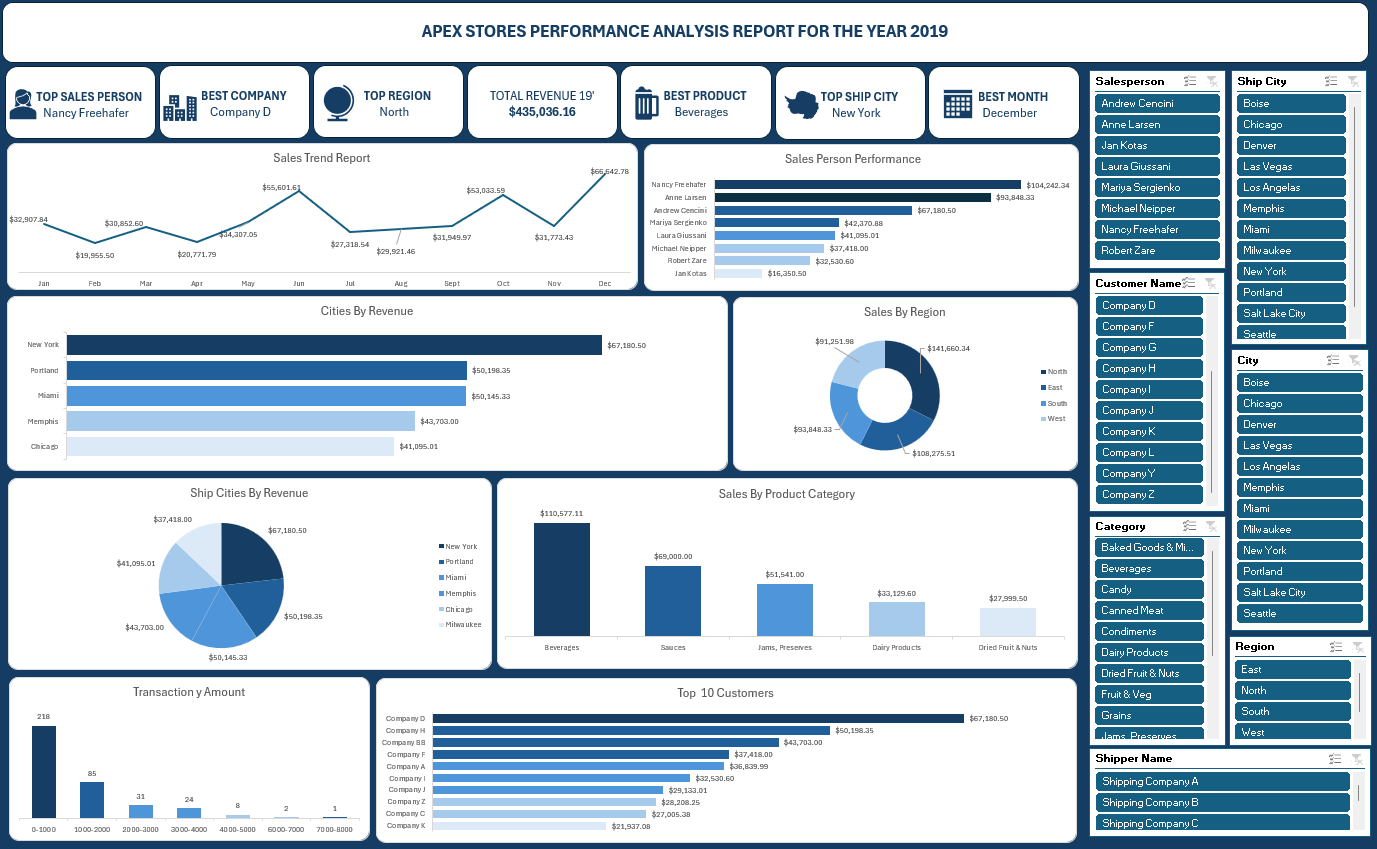 APEX STORES PERFORMANCE ANALYSIS REPORT FOR THE YEAR 2019
TOP SALES PERSON
Nancy Freehafer
BEST COMPANY
Company D
TOP REGION
North
TOTAL REVENUE 19'
$435,036.16
BEST PRODUCT
Beverages
TOP SHIP CITY
New York
BEST MONTH
December
Sales Trend Report
$32,907.84
$19,955.50
$30,852.60
$20,771.79
$34,307.05
$55,601.61
$27,318.54
$29,921.46
$31,949.97
$53,033.59
$31,773.43
$66,642.78
Jan Feb Mar Apr May Jun Jul Aug Sept Oct Nov Dec
Sales Person Performance
Nancy Freehafer $104,242.34
Anne Larsen $93,848.33
Andrew Cencini $67,180.50
Mariya Sergienko $42,370.88
Laura Giussani $41,095.01
Michael Neipper $37,418.00
Robert Zare $32,530.60
Jan Kotas $16,350.50
Cities By Revenue
New York $67,180.50
Portland $50,198.35
Miami $50,145.33
Memphis $43,703.00
Chicago $41,095.01
Sales By Region
$91,251.98
$141,660.34
$93,848.33
$108,275.51
North
East
South
West
Ship Cities By Revenue
$37,418.00
$67,180.50
$41,095.01
$50,198.35
$43,703.00
$50,145.33
New York
Portland
Miami
Memphis
Chicago
Milwaukee
Sales By Product Category
$110,577.11
$69,000.00
$51,541.00
$33,129.60
$27,999.50
Beverages Sauces Jams, Preserves Dairy Products Dried Fruit & Nuts
Transaction y Amount
218
85
31
24
8
2
1
0-1000 1000-2000 2000-3000 3000-4000 4000-5000 6000-7000 7000-8000
Top 10 Customers
Company D $67,180.50
Company H $50,198.35
Company BB $43,703.00
Company F $37,418.00
Company A $36,839.99
Company I $32,530.60
Company J $29,133.01
Company Z $28,208.25
Company C $27,005.38
Company K $21,937.08
Salesperson
Andrew Cencini
Anne Larsen
Jan Kotas
Laura Giussani
Mariya Sergienko
Michael Neipper
Nancy Freehafer
Robert Zare
Ship City
Boise
Chicago
Denver
Las Vegas
Los Angelas
Memphis
Miami
Milwaukee
New York
Portland
Salt Lake City
Seattle
Customer Name
Company D
Company F
Company G
Company H
Company I
Company J
Company K
Company L
Company Y
Company Z
City
Boise
Chicago
Denver
Las Vegas
Los Angelas
Memphis
Miami
Milwaukee
New York
Portland
Salt Lake City
Seattle
Category
Baked Goods & Mi...
Beverages
Candy
Canned Meat
Condiments
Dairy Products
Dried Fruit & Nuts
Fruit & Veg
Grains
Jams, Preserves
Region
East
North
South
West
Shipper Name
Shipping Company A
Shipping Company B
Shipping Company C